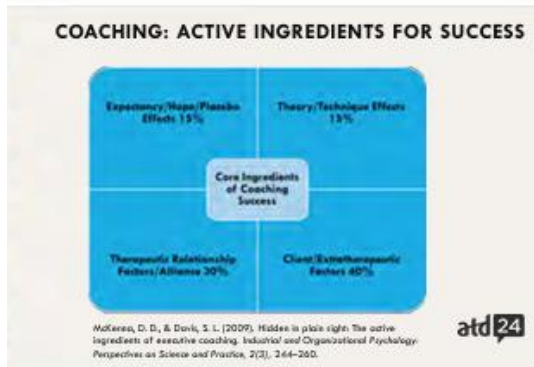 COACHING: ACTIVE INGREDIENTS FOR SUCCESS
Expectancy/Hope/Placebo
Effects 15%
Theory/Technique Effects
15%
Core Ingredients
of Coaching
Success
Therapeutic Relationship
Factors/Alliance 30%
Client/Extratherapeutic
Factors 40%
McKenna, D. D., & Davis, S. L. (2009). Hidden in plain sight: The active
ingredients of executive coaching. Industrial and Organizational Psychology:
Perspectives on Science and Practice, 2(3), 244–260.
atd 24